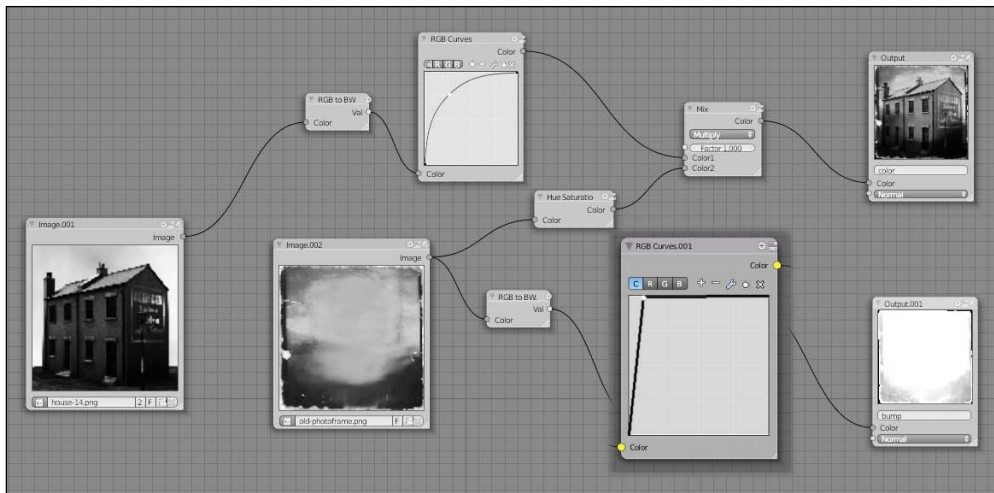 RGB Curves
Color
C R G B
Color
RGB to BW
Val
Color
Mix
Color
Multiply
Factor 1.000
Color1
Color2
Output
color
Color
Normal
Image.001
Image
house-14.png
2 F
Image.002
Image
old-photoframe.png
F
Hue Saturatio
Color
Color
RGB to BW.
Val
Color
RGB Curves.001
Color
C R G B
Color
Output.001
bump
Color
Normal